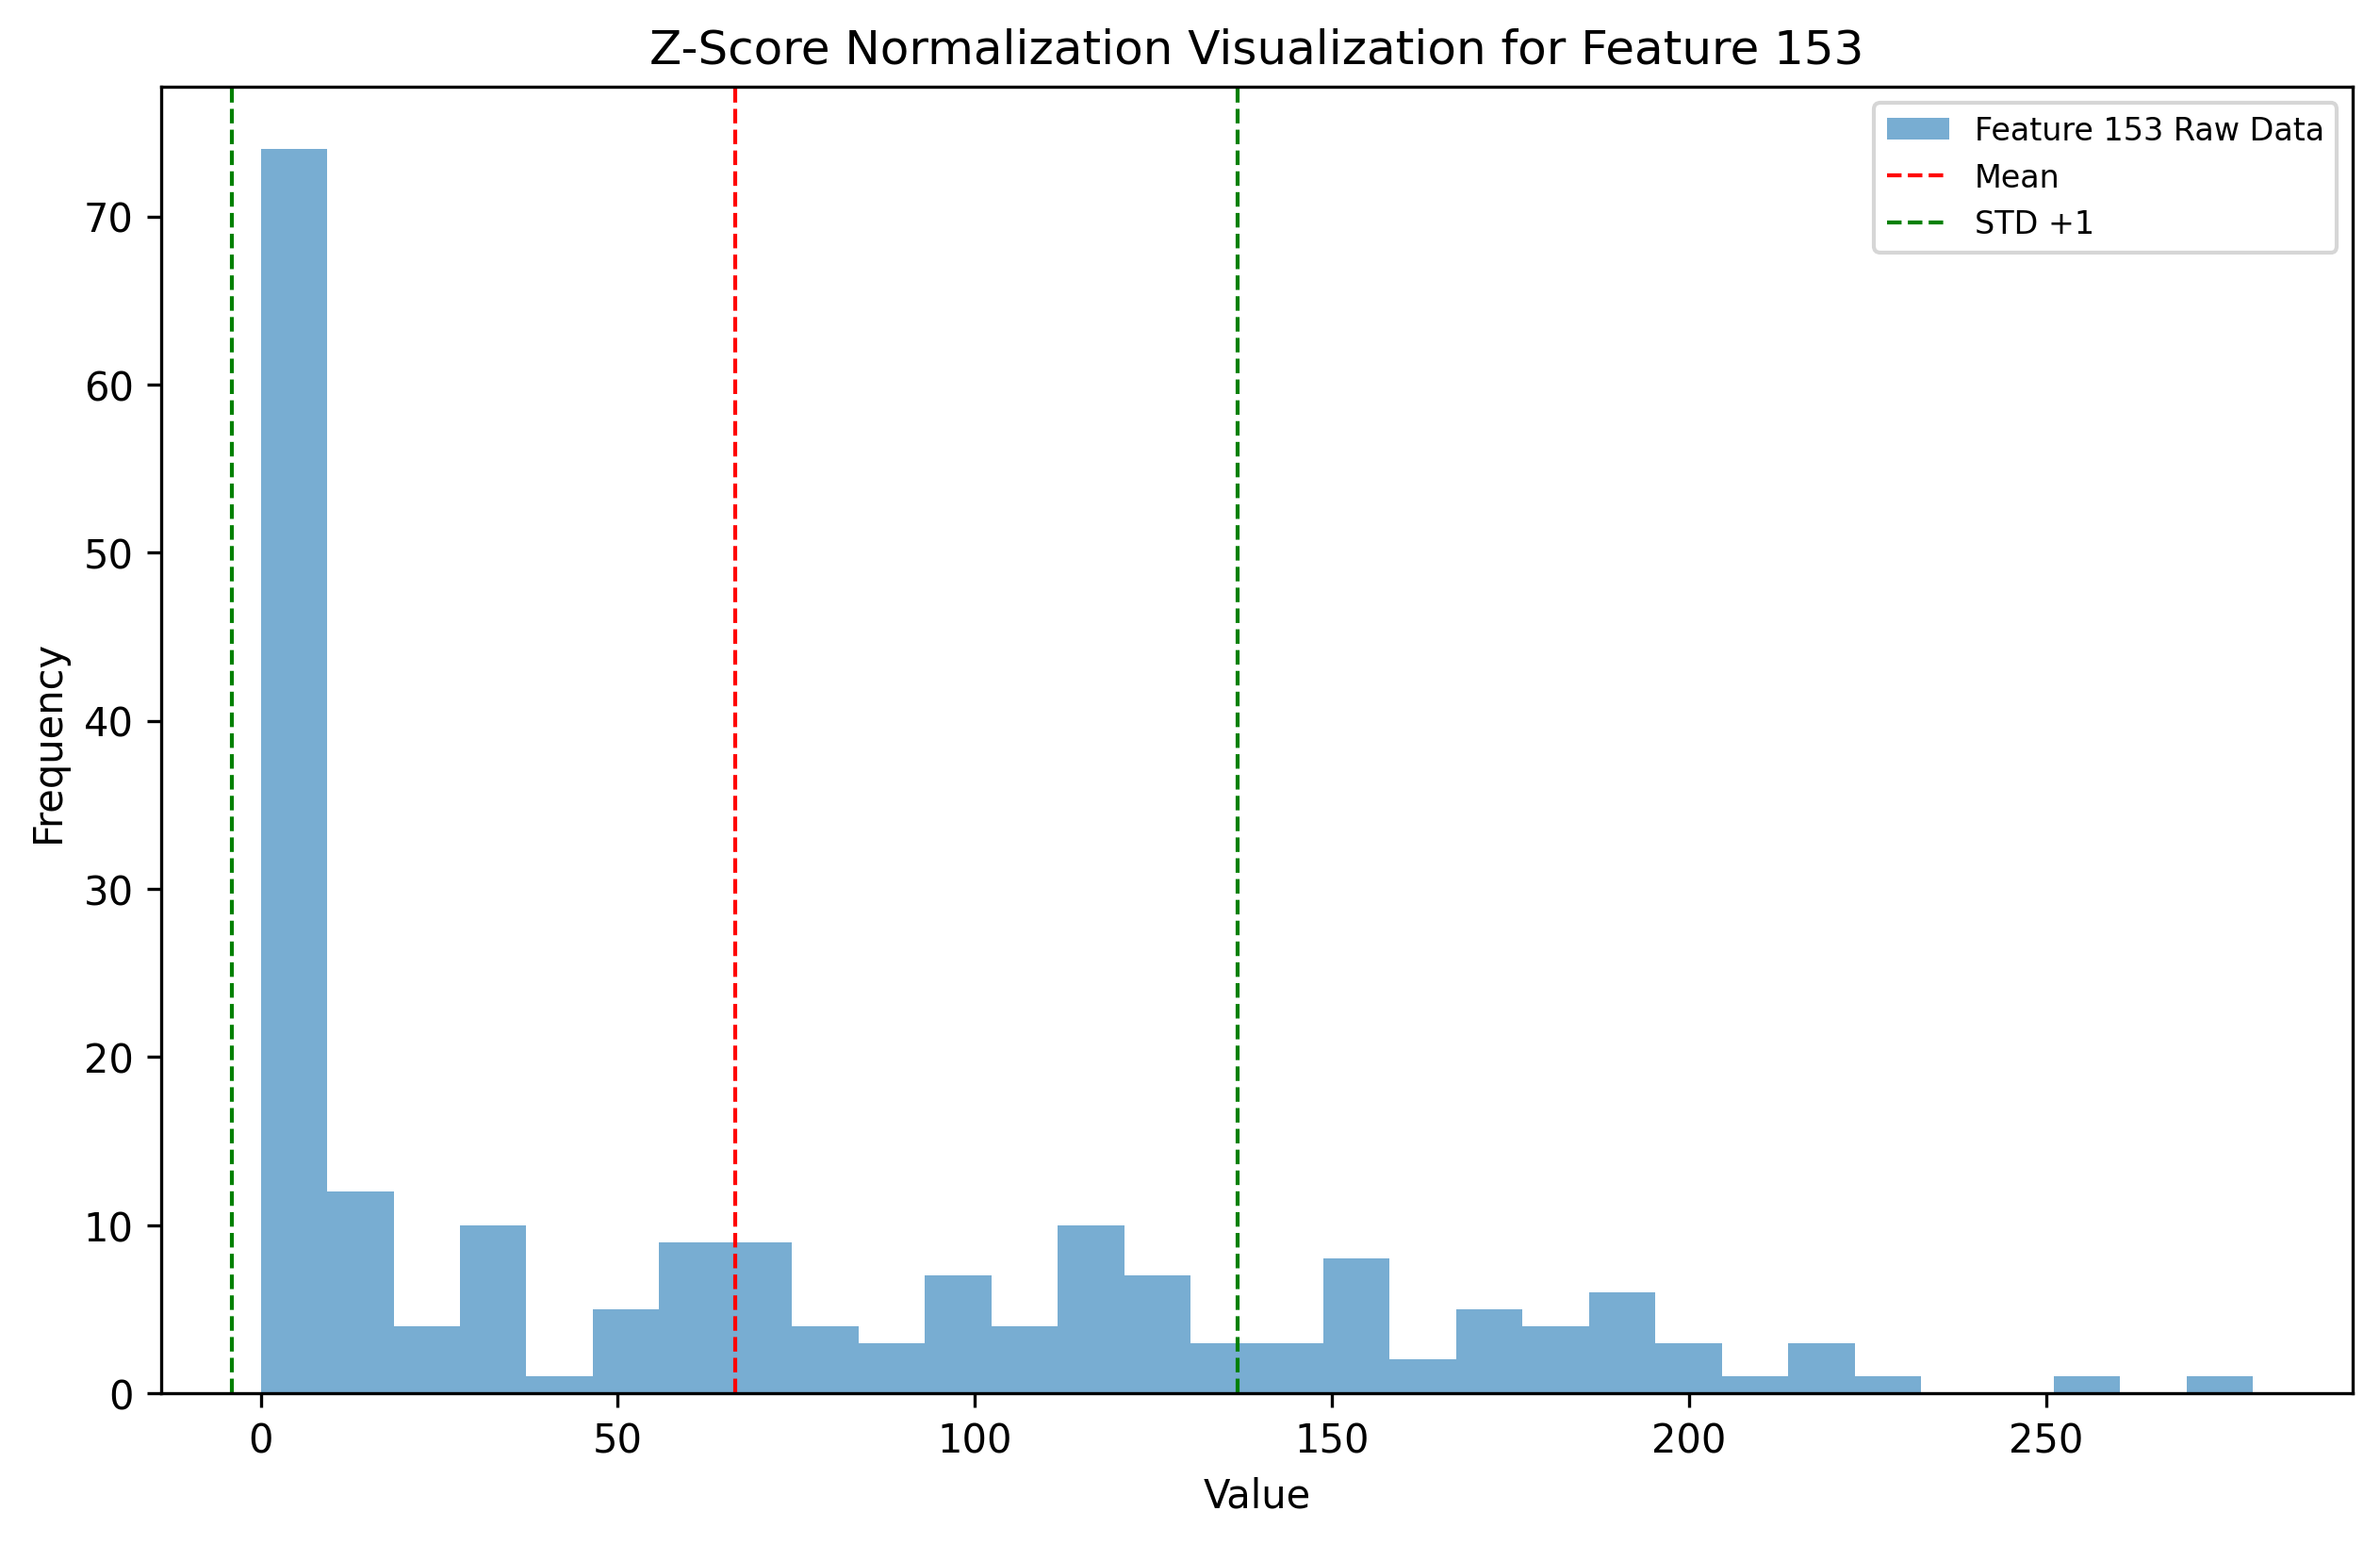 Z-Score Normalization Visualization for Feature 153
Feature 153 Raw Data
Mean
STD +1
70
60
50
40
30
20
10
0
Frequency
0 50 100 150 200 250
Value